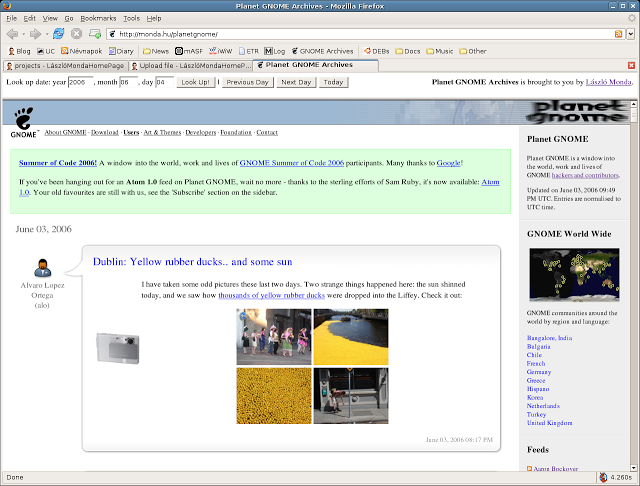 Planet GNOME Archives - Mozilla Firefox
File Edit View Go Bookmarks Tools Help
http://monda.hu/planetgnome/
Blog UC Névnapok Diary News mASF iWiW ETR Log GNOME Archives DEBs Docs Music Other
projects - LászlóMondaHomePage Upload file - LászlóMondaHomeP... Planet GNOME Archives
Look up date: year 2006 , month 06 , day 04 Look Up! | Previous Day Next Day Today
Planet GNOME Archives is brought to you by László Monda.
planet gnome
GNOME™
About GNOME · Download · Users · Art & Themes · Developers · Foundation · Contact
Summer of Code 2006! A window into the world, work and lives of GNOME Summer of Code 2006 participants. Many thanks to Google!
If you've been hanging out for an Atom 1.0 feed on Planet GNOME, wait no more - thanks to the sterling efforts of Sam Ruby, it's now available: Atom
1.0. Your old favourites are still with us, see the 'Subscribe' section on the sidebar.
June 03, 2006
Alvaro Lopez
Ortega
(alo)
Dublin: Yellow rubber ducks.. and some sun
I have taken some odd pictures these last two days. Two strange things happened here: the sun shinned
today, and we saw how thousands of yellow rubber ducks were dropped into the Liffey. Check it out:
June 03, 2006 08:17 PM
Planet GNOME
Planet GNOME is a window
into the world, work and lives
of GNOME hackers and contributors.
Updated on June 03, 2006 09:49
PM UTC. Entries are normalised to
UTC time.
GNOME World Wide
GNOME communities around the
world by region and language:
Bangalore, India
Bulgaria
Chile
French
Germany
Greece
Hispano
Korea
Netherlands
Turkey
United Kingdom
Feeds
Aaron Bockover
Done
4.260s